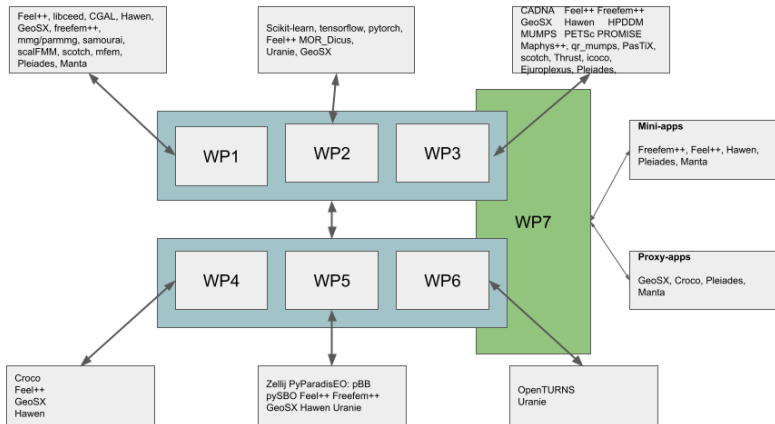 Feel++, libceed, CGAL, Hawen,
GeoSX, freefem++,
mmg/parmmg, samourai,
scalFMM, scotch, mfem,
Pleiades, Manta
Scikit-learn, tensorflow, pytorch,
Feel++ MOR_Dicus,
Uranie, GeoSX
CADNA Feel++ Freefem++
GeoSX Hawen HPDDM
MUMPS PETSc PROMISE
Maphys++, qr_mumps, PasTiX,
scotch, Thrust, icoco,
Ejuroplexus, Pleiades,
WP1
WP2
WP3
WP7
Mini-apps
Freefem++, Feel++, Hawen,
Pleiades, Manta
WP4
WP5
WP6
Proxy-apps
GeoSX, Croco, Pleiades,
Manta
Croco
Feel++
GeoSX
Hawen
Zellij PyParadisEO: pBB
pySBO Feel++ Freefem++
GeoSX Hawen Uranie
OpenTURNS
Uranie